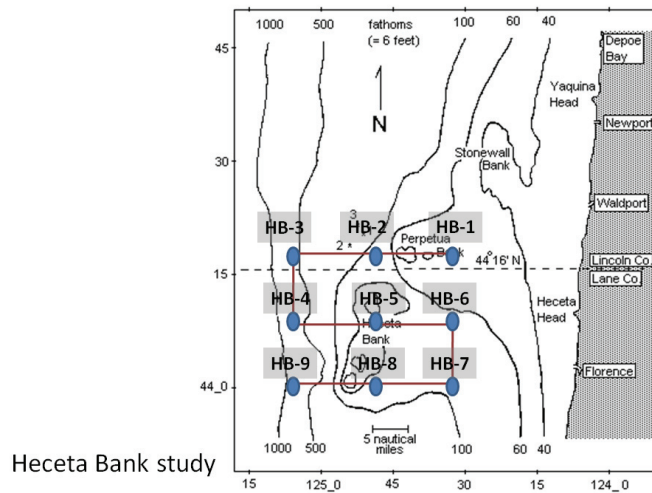 1000 500 fathoms 100 60 40
(= 6 feet)
45
Depoe
Bay
Yaquina
Head
N
Newport
30
Stonewall
Bank
Waldport
3
HB-3 HB-2 HB-1
2 *
Perpetua
Bank
44° 16' N
Lincoln Co.
15
Lane Co.
HB-4 HB-5 HB-6
Heceta
Head
Heceta
Bank
HB-9 HB-8 HB-7
Florence
44_0
5 nautical
miles
1000 500 100 60 40
Heceta Bank study
15 125_0 45 30 15 124_0